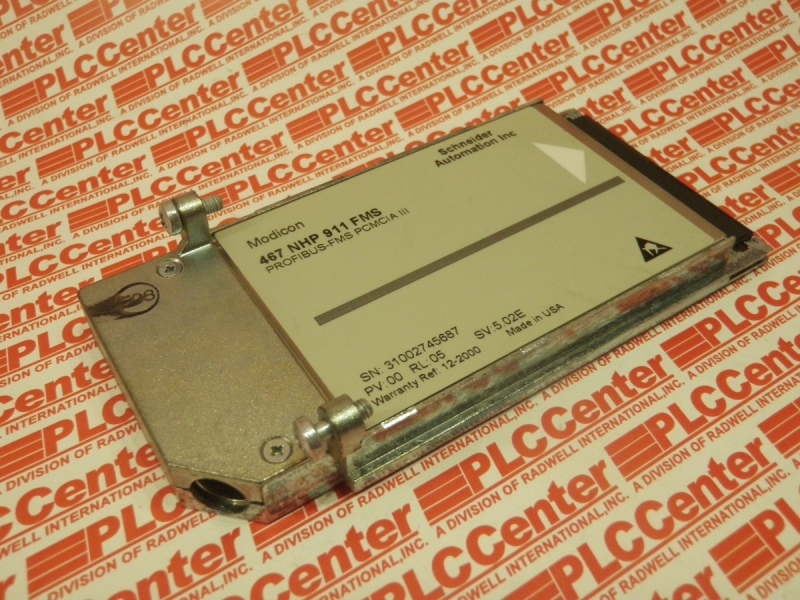 Schneider
Automation Inc
Modicon
467 NHP 911 FMS
PROFIBUS-FMS PCMCIA III
SN: 31002745687
PV:00 RL:05 SV:5.02E
Warranty Ref: 12-2000 Made in USA
PLCCenter
A DIVISION OF RADWELL INTERNATIONAL,INC.